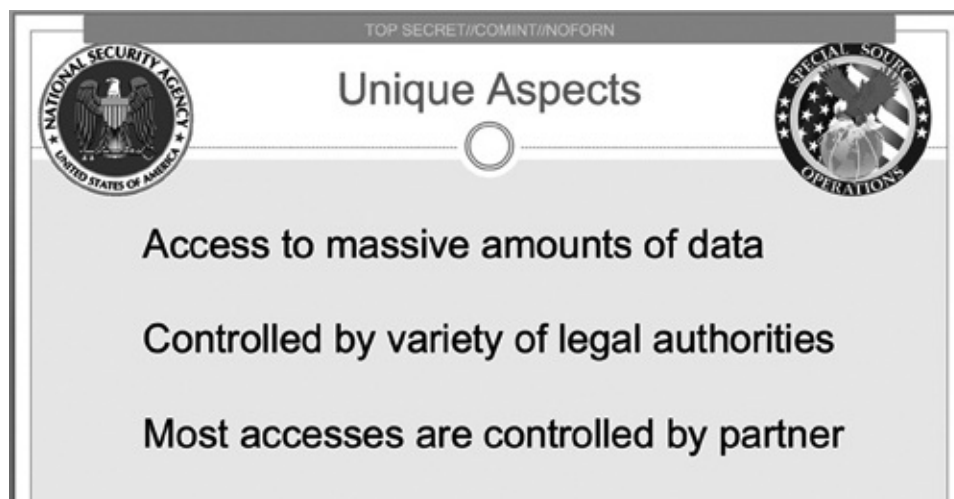 TOP SECRET//COMINT//NOFORN
NATIONAL SECURITY AGENCY
UNITED STATES OF AMERICA
Unique Aspects
SPECIAL SOURCE
OPERATIONS
Access to massive amounts of data
Controlled by variety of legal authorities
Most accesses are controlled by partner